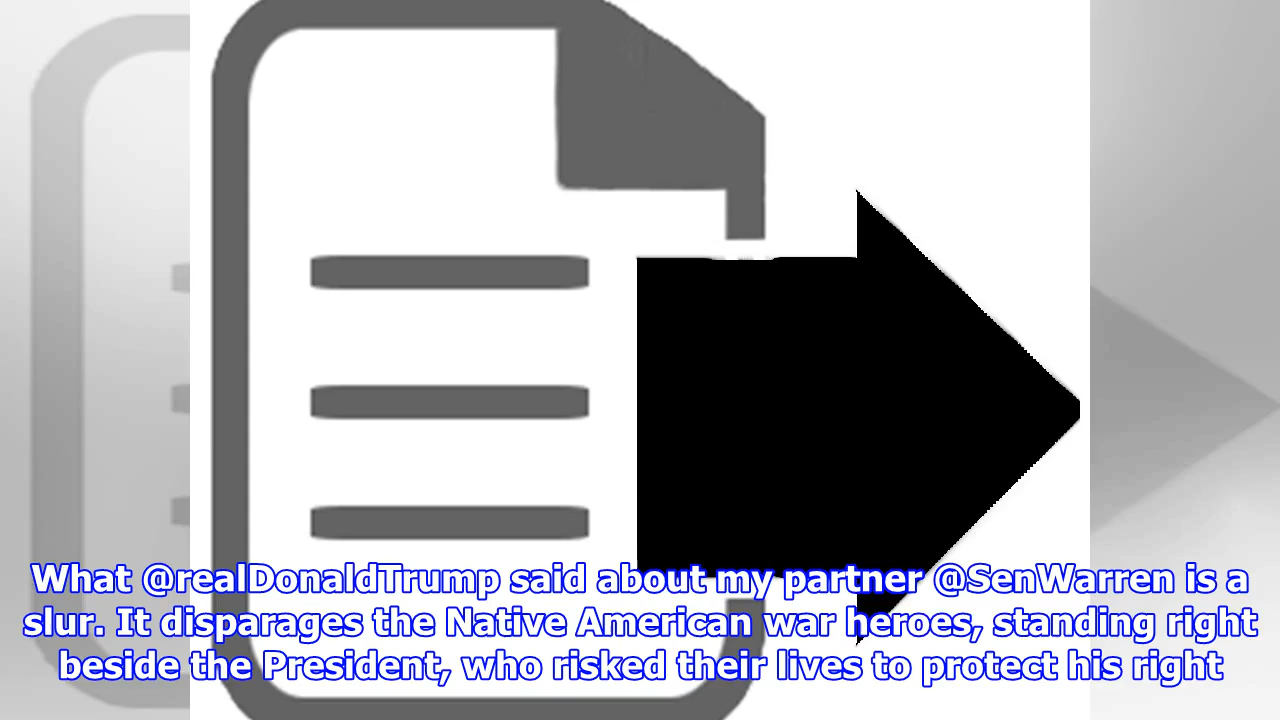 What @realDonaldTrump said about my partner @SenWarren is a
slur. It disparages the Native American war heroes, standing right
beside the President, who risked their lives to protect his right